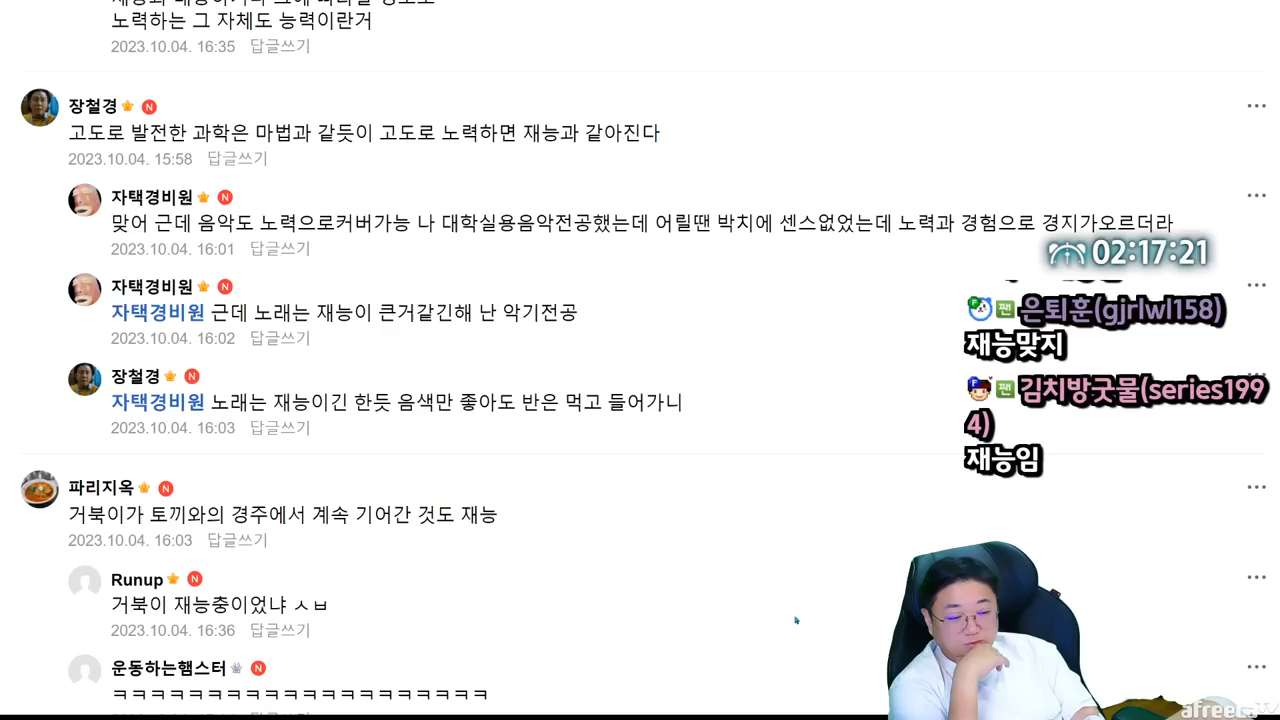 노력하는 그 자체도 능력이란거
2023.10.04. 16:35 답글쓰기
장철경 N
고도로 발전한 과학은 마법과 같듯이 고도로 노력하면 재능과 같아진다
2023.10.04. 15:58 답글쓰기
자택경비원 N
맞어 근데 음악도 노력으로커버가능 나 대학실용음악전공했는데 어릴땐 박치에 센스없었는데 노력과 경험으로 경지가오르더라
2023.10.04. 16:01 답글쓰기
02:17:21
자택경비원 N
자택경비원 근데 노래는 재능이 큰거같긴해 난 악기전공
2023.10.04. 16:02 답글쓰기
F 팬 은퇴훈(gjrlwl158)
재능맞지
장철경 N
자택경비원 노래는 재능이긴 한듯 음색만 좋아도 반은 먹고 들어가니
2023.10.04. 16:03 답글쓰기
F 팬 김치방굿물(series199
4)
재능임
파리지옥 N
거북이가 토끼와의 경주에서 계속 기어간 것도 재능
2023.10.04. 16:03 답글쓰기
Runup N
거북이 재능충이었냐 ㅅㅂ
2023.10.04. 16:36 답글쓰기
운동하는햄스터 N
ㅋㅋㅋㅋㅋㅋㅋㅋㅋㅋㅋㅋㅋㅋㅋㅋㅋㅋㅋㅋ
afreecaTV